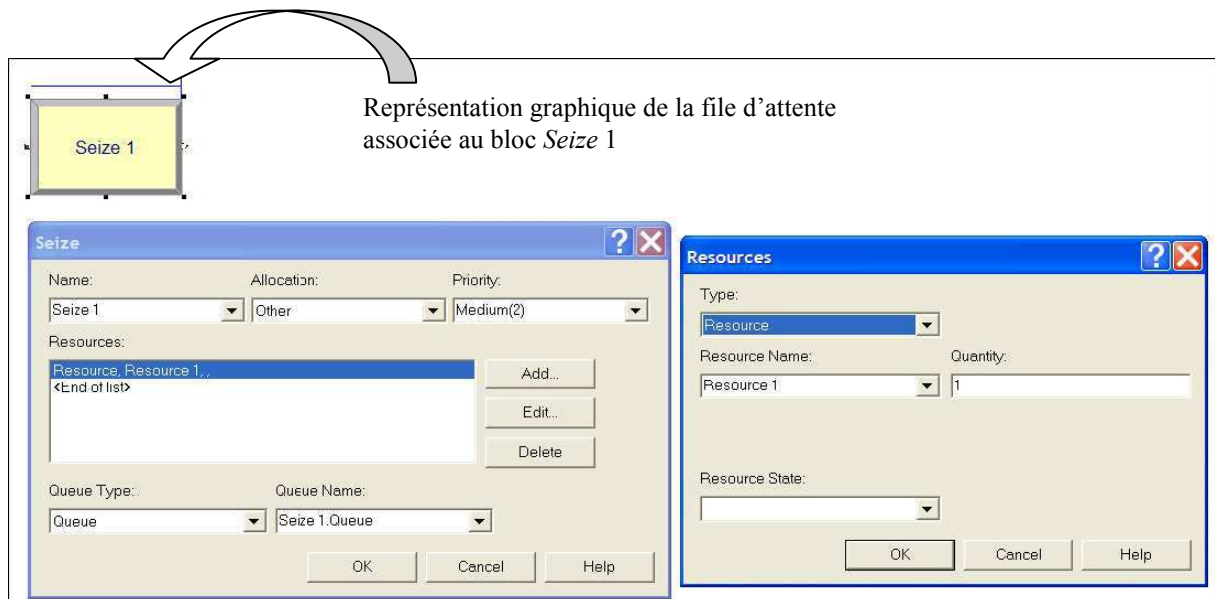 Représentation graphique de la file d'attente
associée au bloc Seize 1
Seize 1
Seize
Name: Allocation: Priority:
Seize 1 Other Medium(2)
Resources:
Resource, Resource 1, ,
<End of list>
Add...
Edit...
Delete
Queue Type: Queue Name:
Queue Seize 1.Queue
OK Cancel Help
Resources
Type:
Resource
Resource Name: Quantity:
Resource 1 1
Resource State:
OK Cancel Help